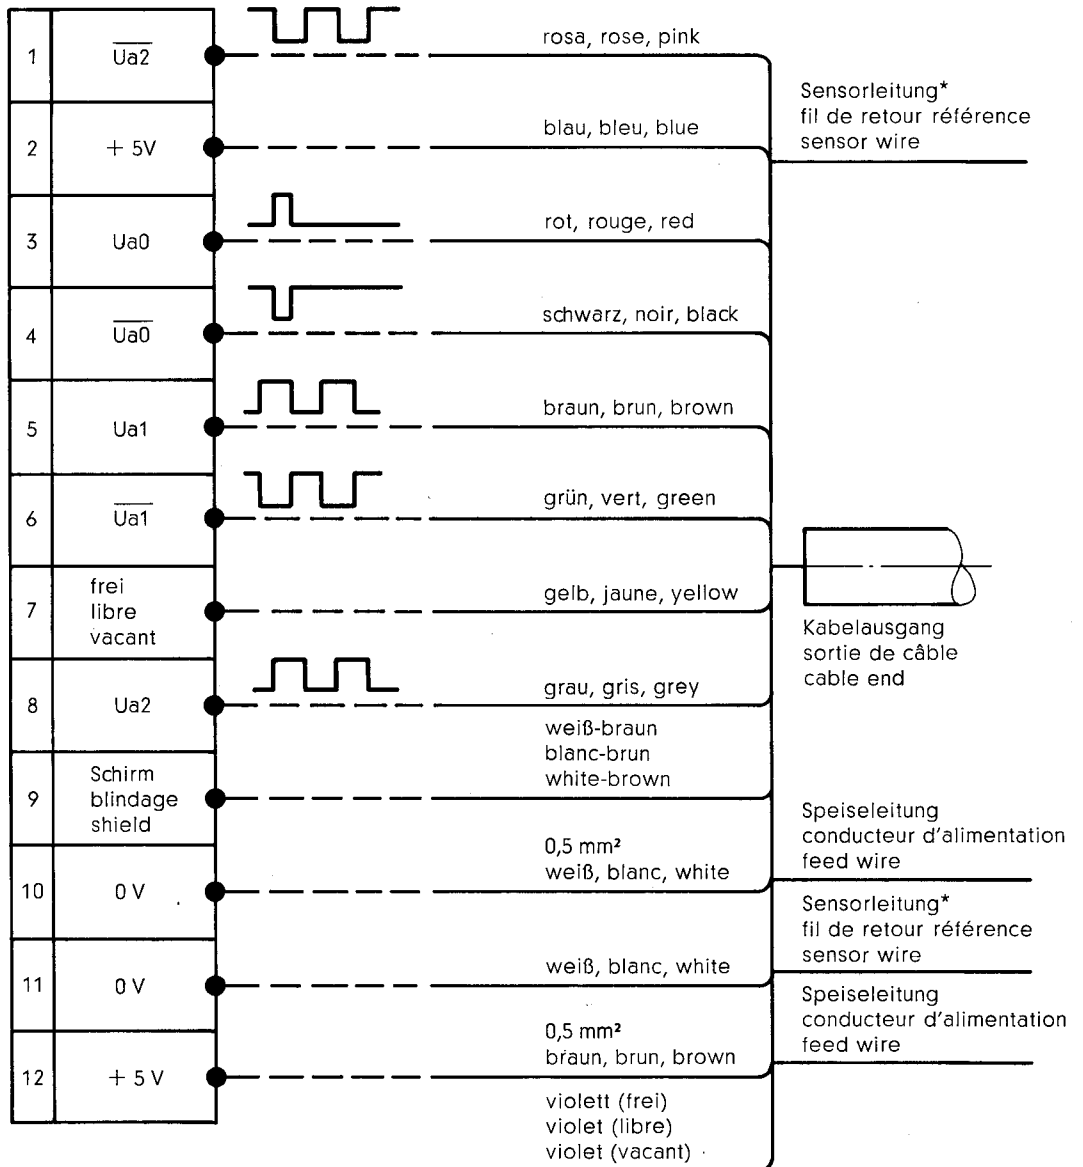 1
U̅a̅2̅
rosa, rose, pink
Sensorleitung*
fil de retour référence
sensor wire
2
+ 5V
blau, bleu, blue
3
Ua0
rot, rouge, red
4
U̅a̅0̅
schwarz, noir, black
5
Ua1
braun, brun, brown
6
U̅a̅1̅
grün, vert, green
7
frei
libre
vacant
gelb, jaune, yellow
Kabelausgang
sortie de câble
cable end
8
Ua2
grau, gris, grey
9
Schirm
blindage
shield
weiß-braun
blanc-brun
white-brown
10
0 V
0,5 mm²
weiß, blanc, white
Speiseleitung
conducteur d'alimentation
feed wire
11
0 V
weiß, blanc, white
Sensorleitung*
fil de retour référence
sensor wire
12
+ 5 V
0,5 mm²
braun, brun, brown
Speiseleitung
conducteur d'alimentation
feed wire
violett (frei)
violet (libre)
violet (vacant)